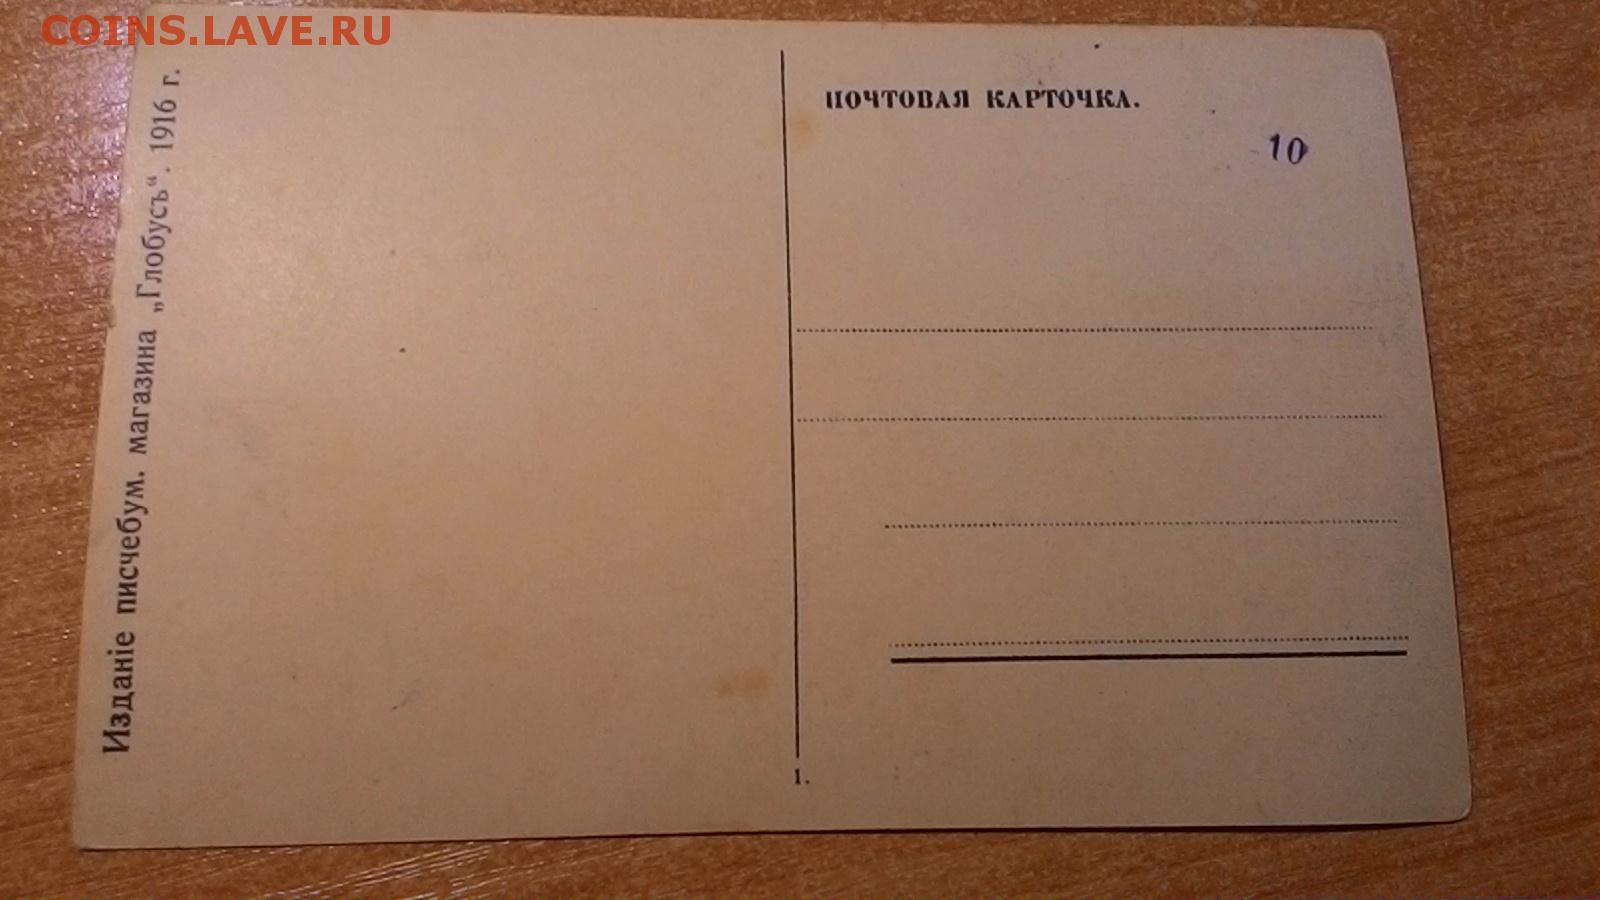 COINS.LAVE.RU
Изданіе писчебум. магазина „Глобусъ“. 1916 г.
ПОЧТОВАЯ КАРТОЧКА.
10
1.